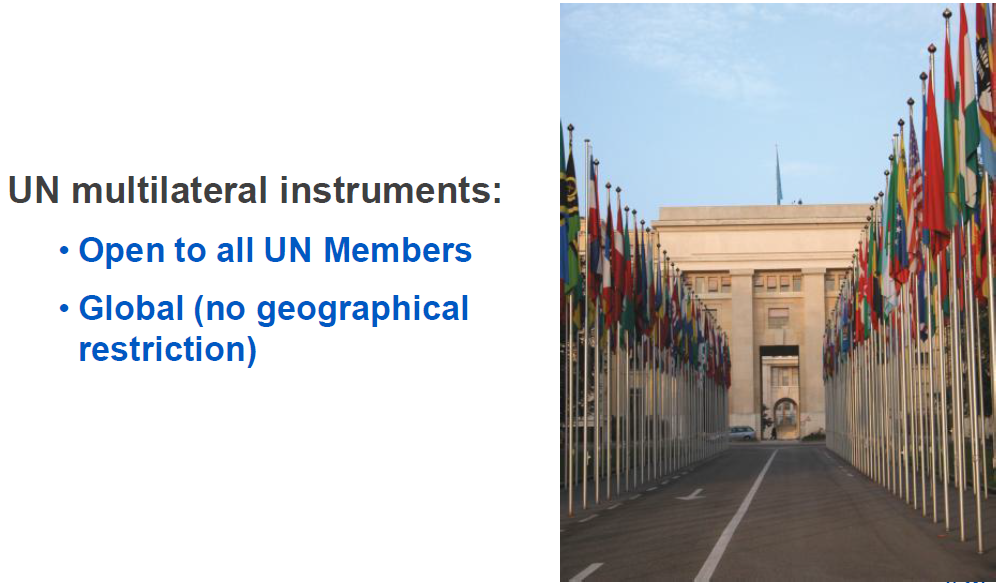 UN multilateral instruments:
• Open to all UN Members
• Global (no geographical
restriction)